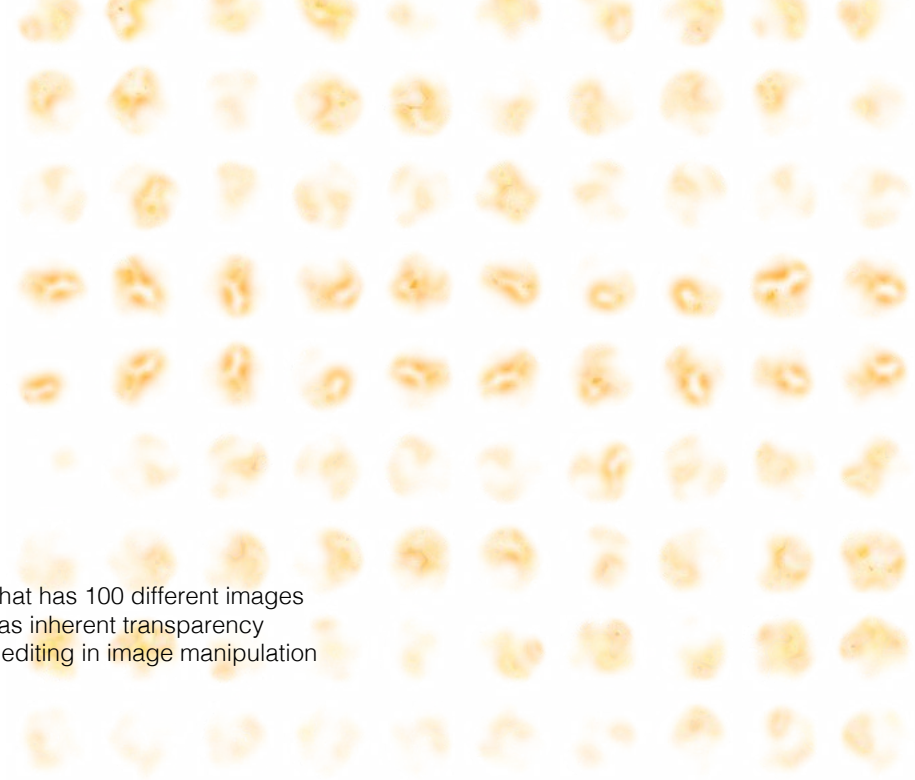 hat has 100 different images
as inherent transparency
editing in image manipulation